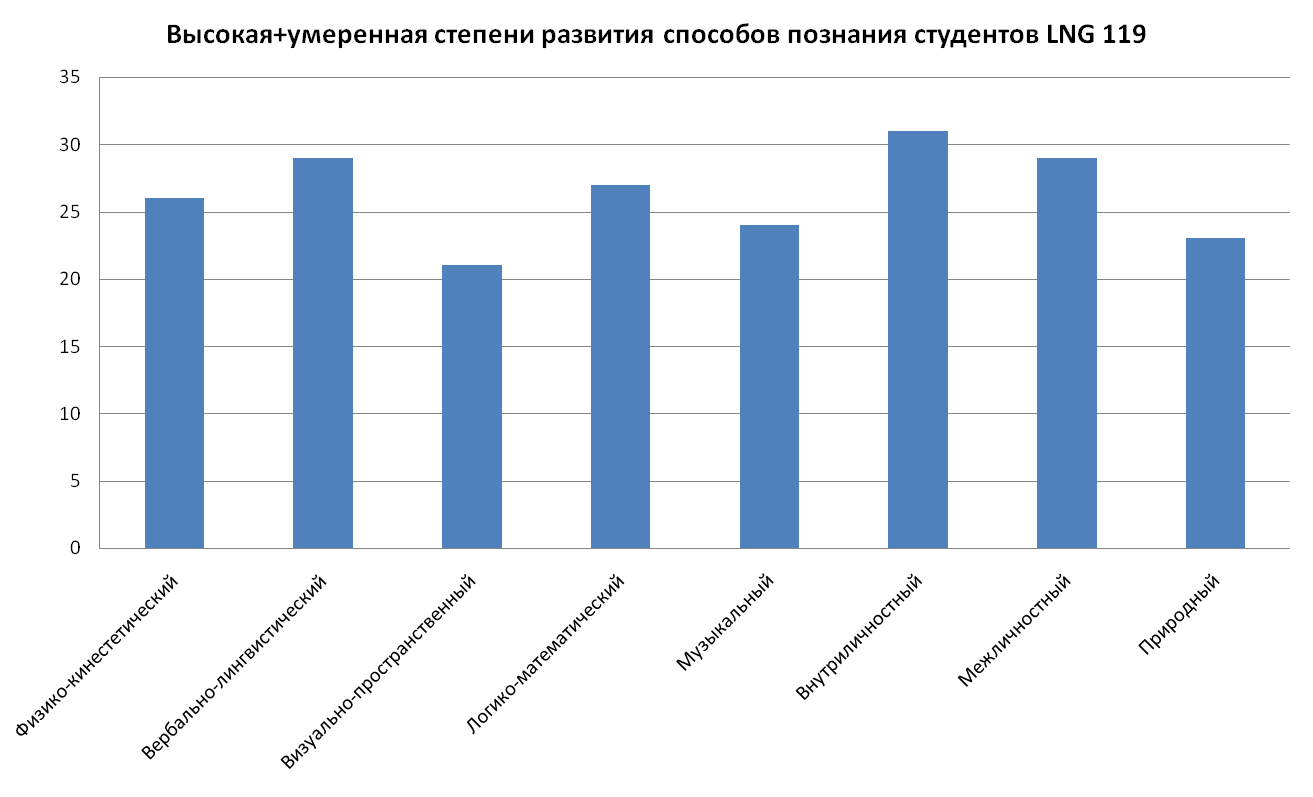 Высокая+умеренная степени развития способов познания студентов LNG 119
35
30
25
20
15
10
5
0
Физико-кинестетический
Вербально-лингвистический
Визуально-пространственный
Логико-математический
Музыкальный
Внутриличностный
Межличностный
Природный